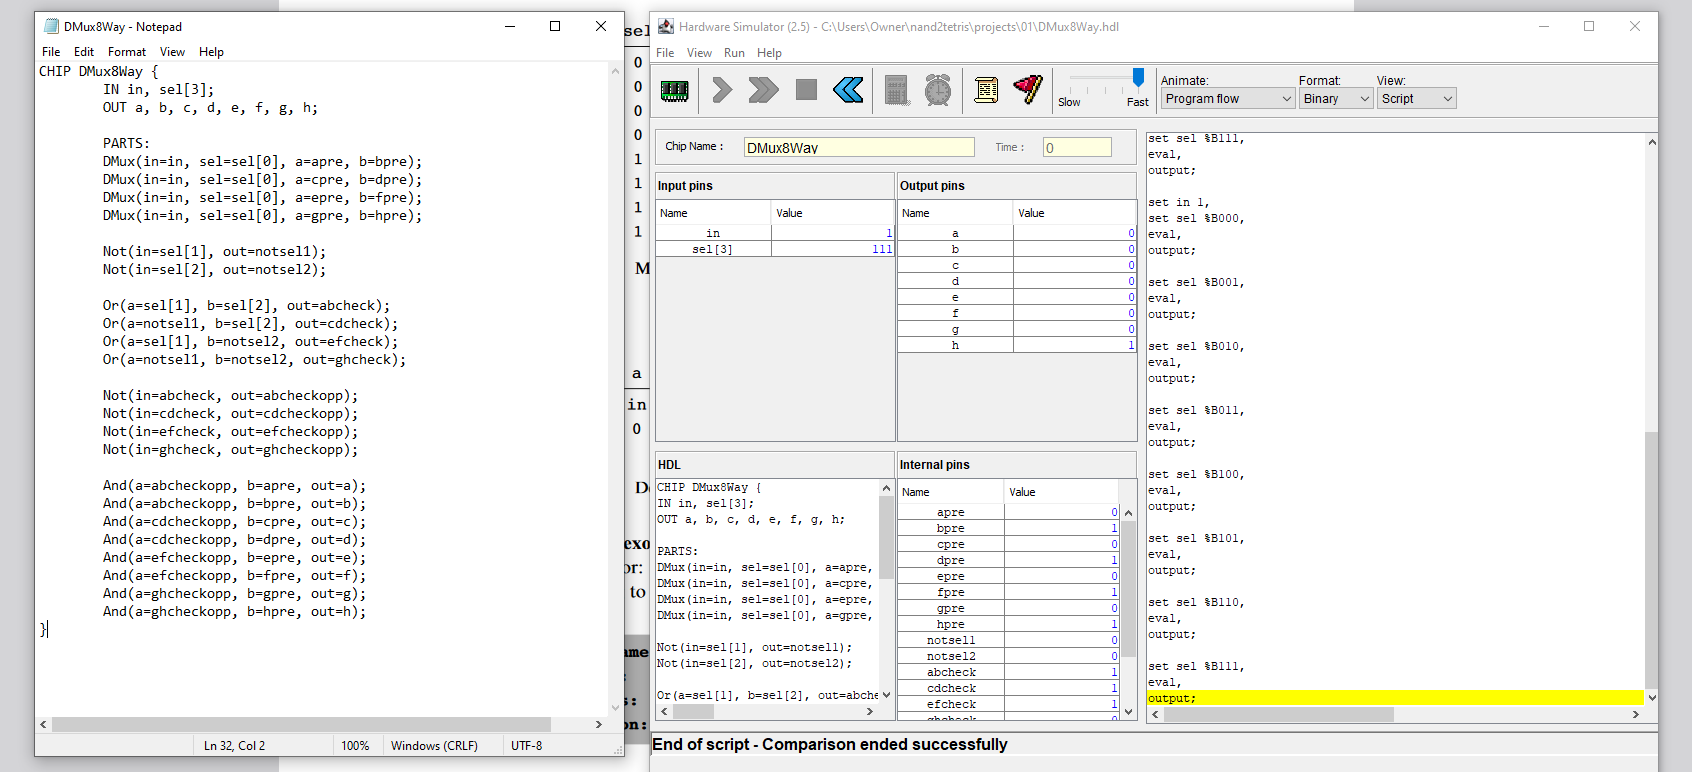 DMux8Way - Notepad
File Edit Format View Help
CHIP DMux8Way {
IN in, sel[3];
OUT a, b, c, d, e, f, g, h;
PARTS:
DMux(in=in, sel=sel[0], a=apre, b=bpre);
DMux(in=in, sel=sel[0], a=cpre, b=dpre);
DMux(in=in, sel=sel[0], a=epre, b=fpre);
DMux(in=in, sel=sel[0], a=gpre, b=hpre);
Not(in=sel[1], out=notsel1);
Not(in=sel[2], out=notsel2);
Or(a=sel[1], b=sel[2], out=abcheck);
Or(a=notsel1, b=sel[2], out=cdcheck);
Or(a=sel[1], b=notsel2, out=efcheck);
Or(a=notsel1, b=notsel2, out=ghcheck);
Not(in=abcheck, out=abcheckopp);
Not(in=cdcheck, out=cdcheckopp);
Not(in=efcheck, out=efcheckopp);
Not(in=ghcheck, out=ghcheckopp);
And(a=abcheckopp, b=apre, out=a);
And(a=abcheckopp, b=bpre, out=b);
And(a=cdcheckopp, b=cpre, out=c);
And(a=cdcheckopp, b=dpre, out=d);
And(a=efcheckopp, b=epre, out=e);
And(a=efcheckopp, b=fpre, out=f);
And(a=ghcheckopp, b=gpre, out=g);
And(a=ghcheckopp, b=hpre, out=h);
}
Ln 32, Col 2 100% Windows (CRLF) UTF-8
sel
0
0
0
0
1
1
1
1
M
a
in
0
De
exo
or:
to
ame
:
s:
on:
Hardware Simulator (2.5) - C:\Users\Owner\nand2tetris\projects\01\DMux8Way.hdl
File View Run Help
Slow Fast
Animate: Format: View:
Program flow Binary Script
Chip Name : DMux8Way Time : 0
Input pins
Name Value
in 1
sel[3] 111
Output pins
Name Value
a 0
b 0
c 0
d 0
e 0
f 0
g 0
h 1
HDL
CHIP DMux8Way {
IN in, sel[3];
OUT a, b, c, d, e, f, g, h;
PARTS:
DMux(in=in, sel=sel[0], a=apre,
DMux(in=in, sel=sel[0], a=cpre,
DMux(in=in, sel=sel[0], a=epre,
DMux(in=in, sel=sel[0], a=gpre,
Not(in=sel[1], out=notsel1);
Not(in=sel[2], out=notsel2);
Or(a=sel[1], b=sel[2], out=abche
Internal pins
Name Value
apre 0
bpre 1
cpre 0
dpre 1
epre 0
fpre 1
gpre 0
hpre 1
notsel1 0
notsel2 0
abcheck 1
cdcheck 1
efcheck 1
ghcheck 0
set sel %B111,
eval,
output;
set in 1,
set sel %B000,
eval,
output;
set sel %B001,
eval,
output;
set sel %B010,
eval,
output;
set sel %B011,
eval,
output;
set sel %B100,
eval,
output;
set sel %B101,
eval,
output;
set sel %B110,
eval,
output;
set sel %B111,
eval,
output;
End of script - Comparison ended successfully